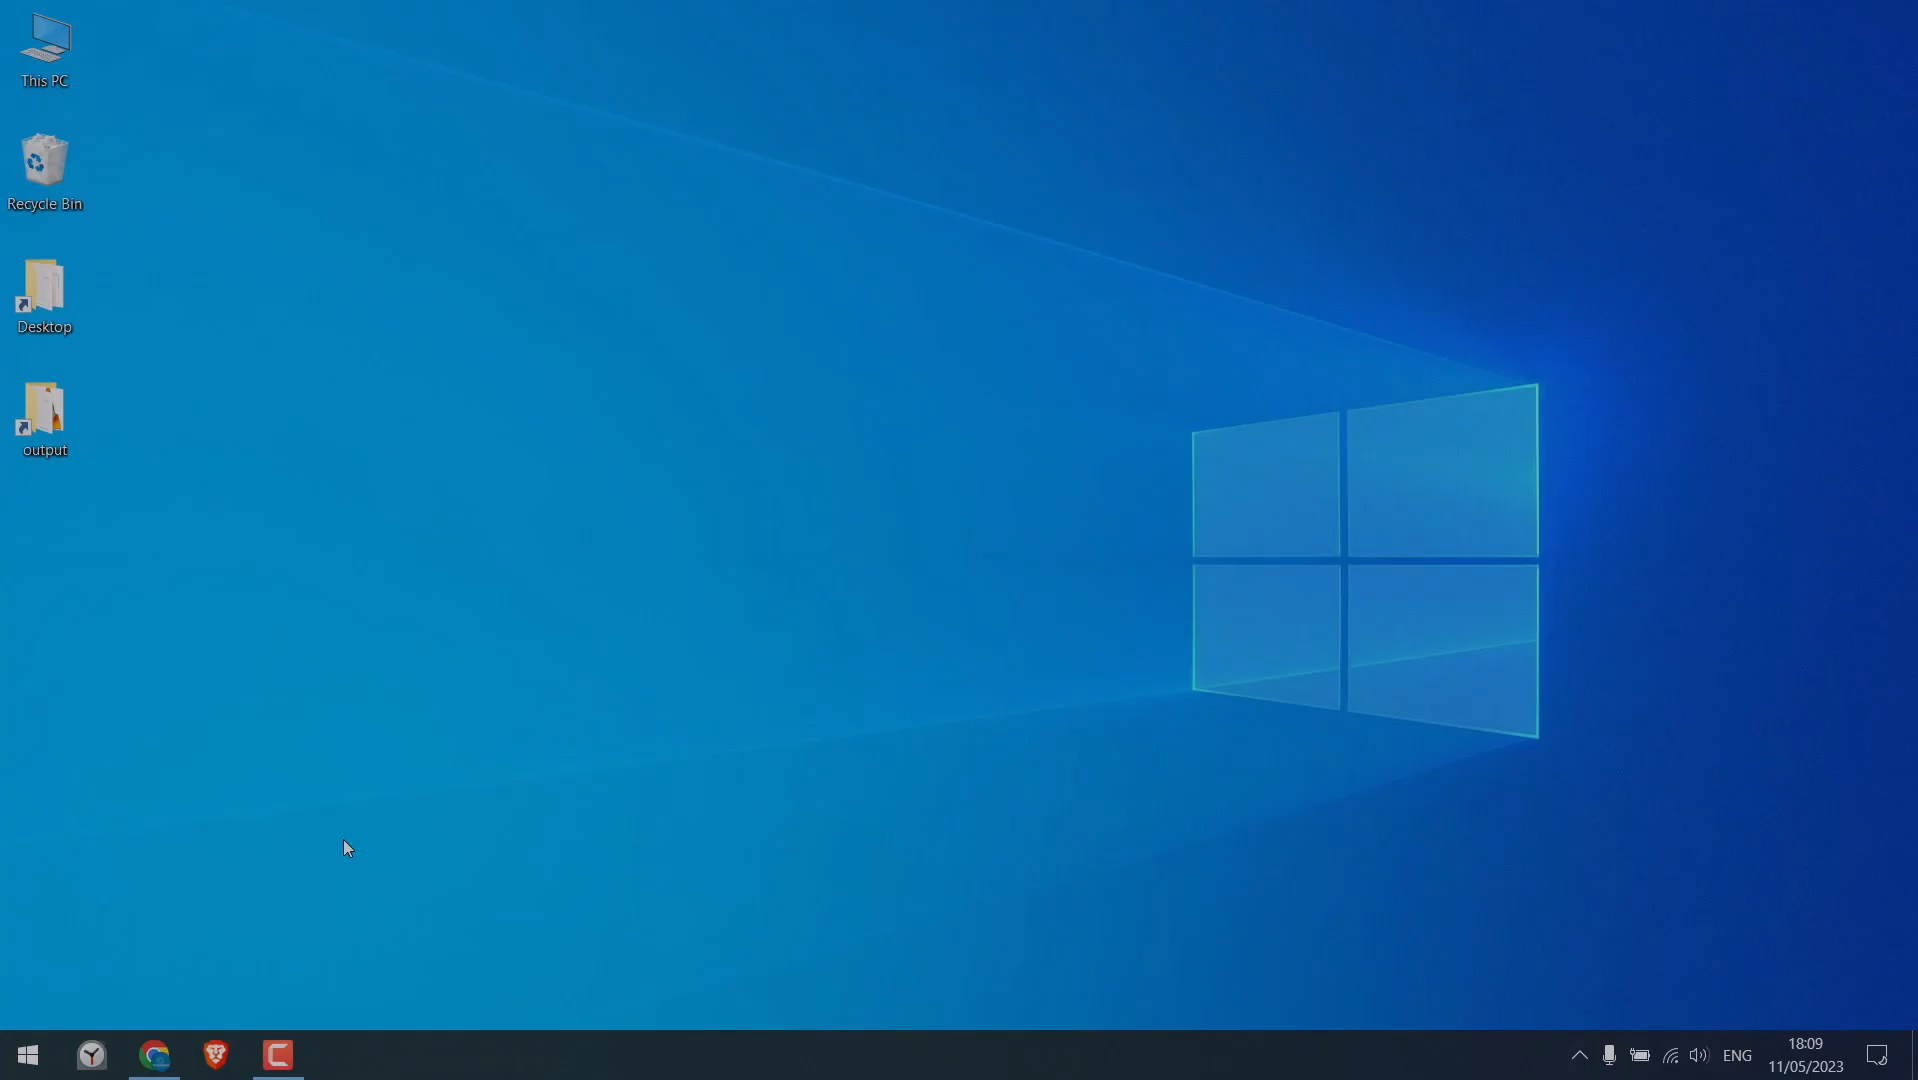 This PC
Recycle Bin
Desktop
output
ENG
18:09
11/05/2023